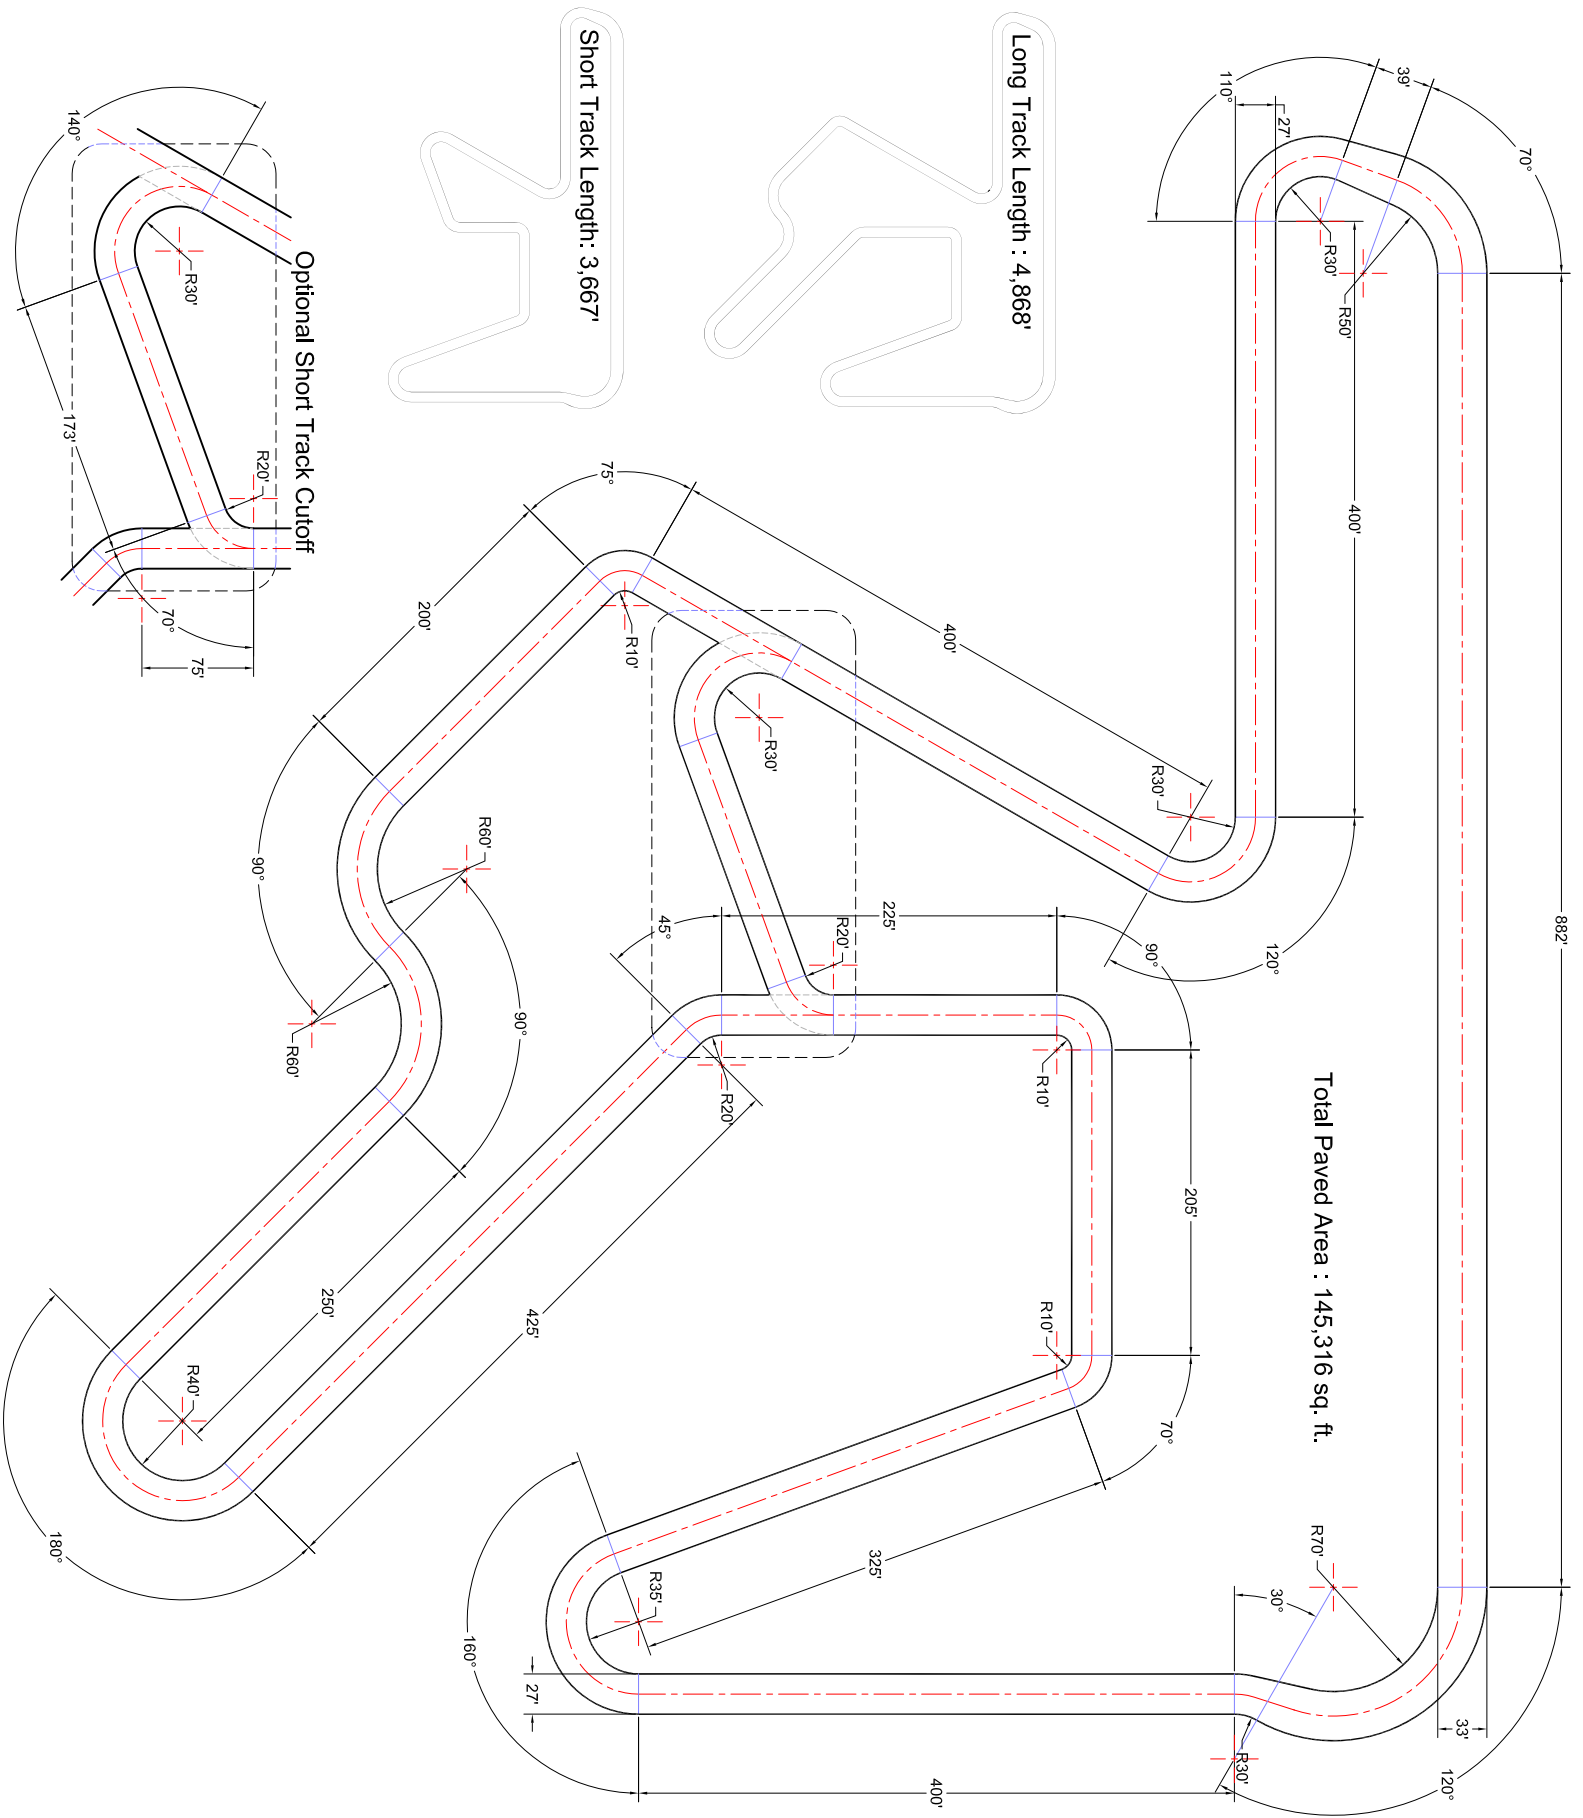 Short Track Length: 3,667'
Long Track Length : 4,868'
Optional Short Track Cutoff
Total Paved Area : 145,316 sq. ft.
110°
39'
70°
27'
R30'
R50'
400'
882'
140°
R30'
173'
R20'
70°
75'
75°
200'
R10'
400'
R30'
R30'
120°
90°
R60'
90°
R60'
90°
45°
225'
R20'
R20'
R10'
205'
R10'
70°
250'
425'
R40'
180°
325'
R35'
160°
27'
400'
R70'
30°
R30'
33'
120°